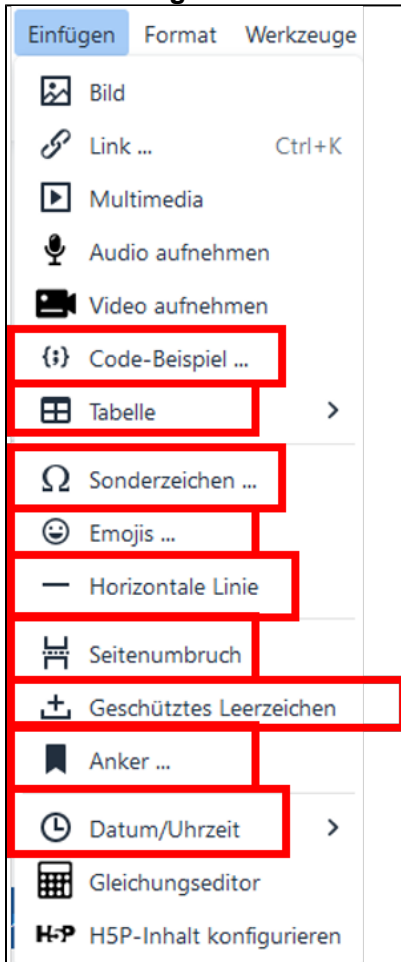 Einfügen Format Werkzeuge
Bild
Link ... Ctrl+K
Multimedia
Audio aufnehmen
Video aufnehmen
{;} Code-Beispiel ...
Tabelle >
Ω Sonderzeichen ...
Emojis ...
Horizontale Linie
Seitenumbruch
Geschütztes Leerzeichen
Anker ...
Datum/Uhrzeit >
Gleichungseditor
H5P H5P-Inhalt konfigurieren